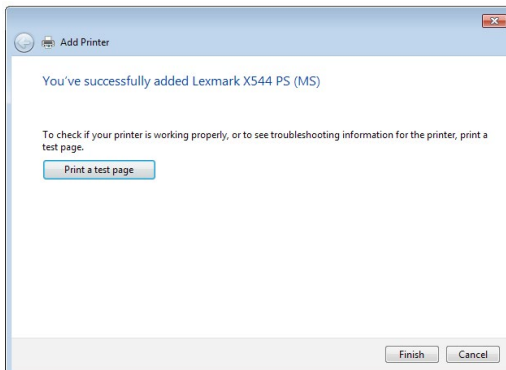 Add Printer
You've successfully added Lexmark X544 PS (MS)
To check if your printer is working properly, or to see troubleshooting information for the printer, print a
test page.
Print a test page
Finish Cancel